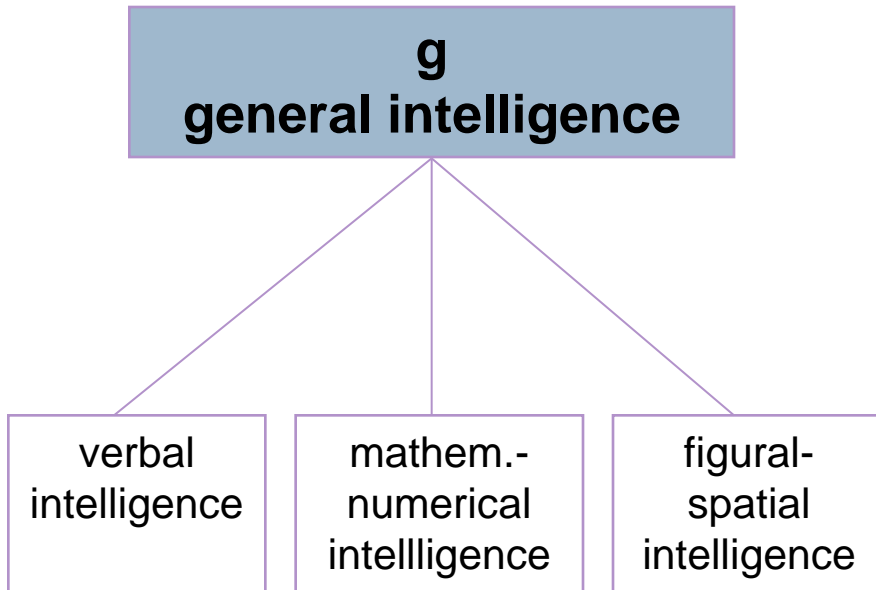 g
general intelligence
verbal
intelligence
mathem.-
numerical
intellligence
figural-
spatial
intelligence